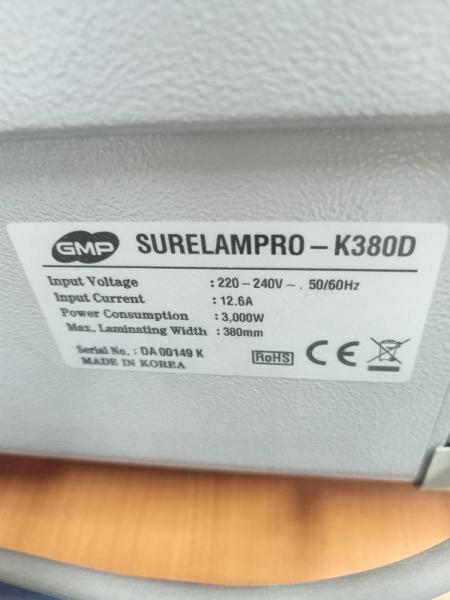 GMP SURELAMPRO – K380D
Input Voltage : 220 – 240V ~ . 50/60Hz
Input Current : 12.6A
Power Consumption : 3,000W
Max. Laminating Width : 380mm
Serial No. : DA 00149 K
MADE IN KOREA
RoHS CE